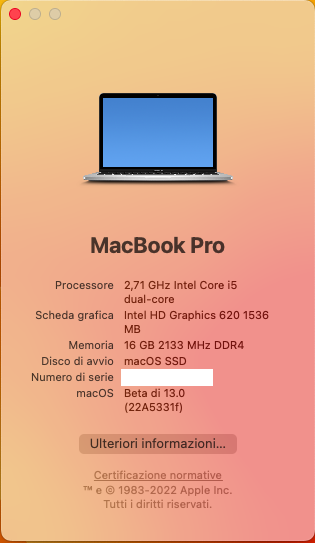 MacBook Pro
Processore 2,71 GHz Intel Core i5
dual-core
Scheda grafica Intel HD Graphics 620 1536
MB
Memoria 16 GB 2133 MHz DDR4
Disco di avvio macOS SSD
Numero di serie
macOS Beta di 13.0
(22A5331f)
Ulteriori informazioni...
Certificazione normative
™ e © 1983-2022 Apple Inc.
Tutti i diritti riservati.